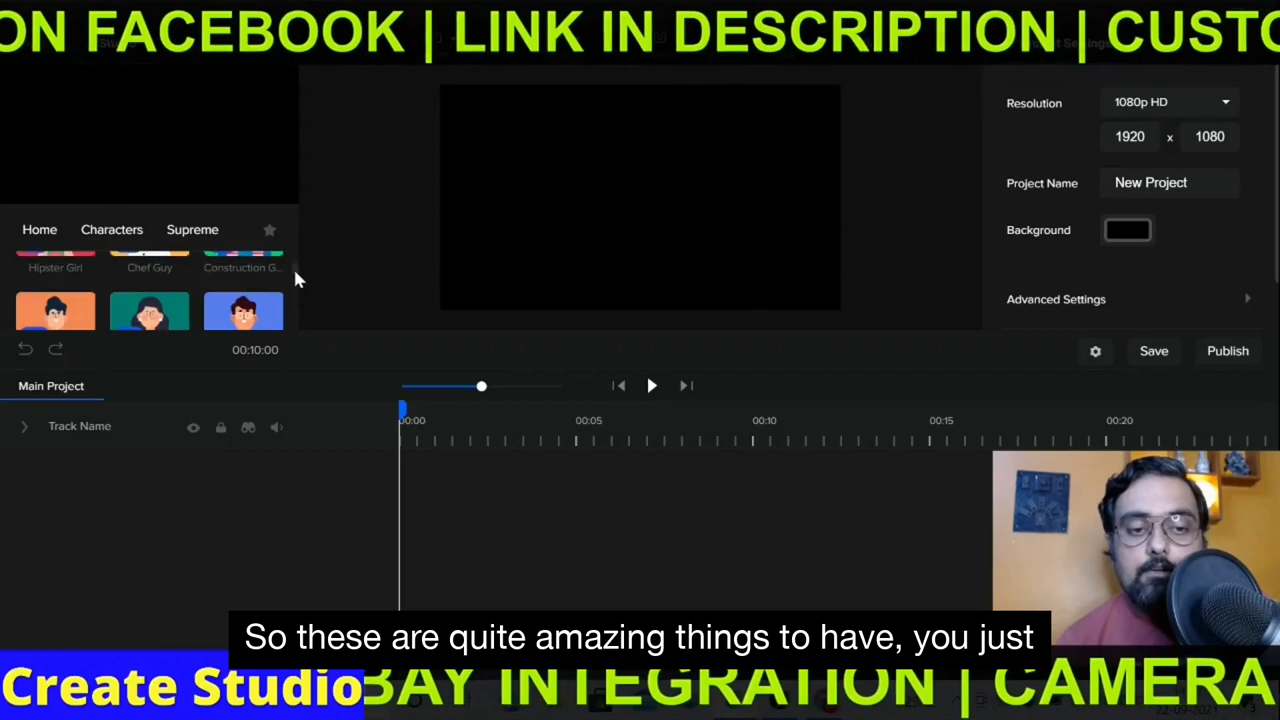 ON FACEBOOK | LINK IN DESCRIPTION | CUSTO
Resolution
1080p HD
1920 x 1080
Project Name
New Project
Background
Home
Characters
Supreme
Hipster Girl
Chef Guy
Construction G...
Advanced Settings
00:10:00
Save
Publish
Main Project
Track Name
00:00
00:05
00:10
00:15
00:20
So these are quite amazing things to have, you just
Create Studio
BAY INTEGRATION | CAMERA